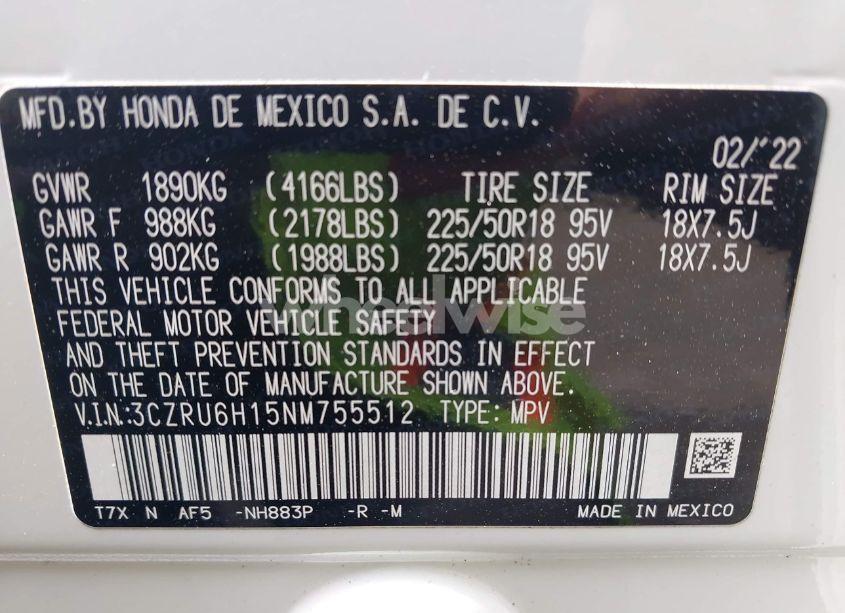 MFD.BY HONDA DE MEXICO S.A. DE C.V.
02/'22
GVWR 1890KG (4166LBS) TIRE SIZE RIM SIZE
GAWR F 988KG (2178LBS) 225/50R18 95V 18X7.5J
GAWR R 902KG (1988LBS) 225/50R18 95V 18X7.5J
THIS VEHICLE CONFORMS TO ALL APPLICABLE
FEDERAL MOTOR VEHICLE SAFETY
AND THEFT PREVENTION STANDARDS IN EFFECT
ON THE DATE OF MANUFACTURE SHOWN ABOVE.
V.I.N.:3CZRU6H15NM755512 TYPE: MPV
T7X N AF5 -NH883P -R -M MADE IN MEXICO
wheelwise